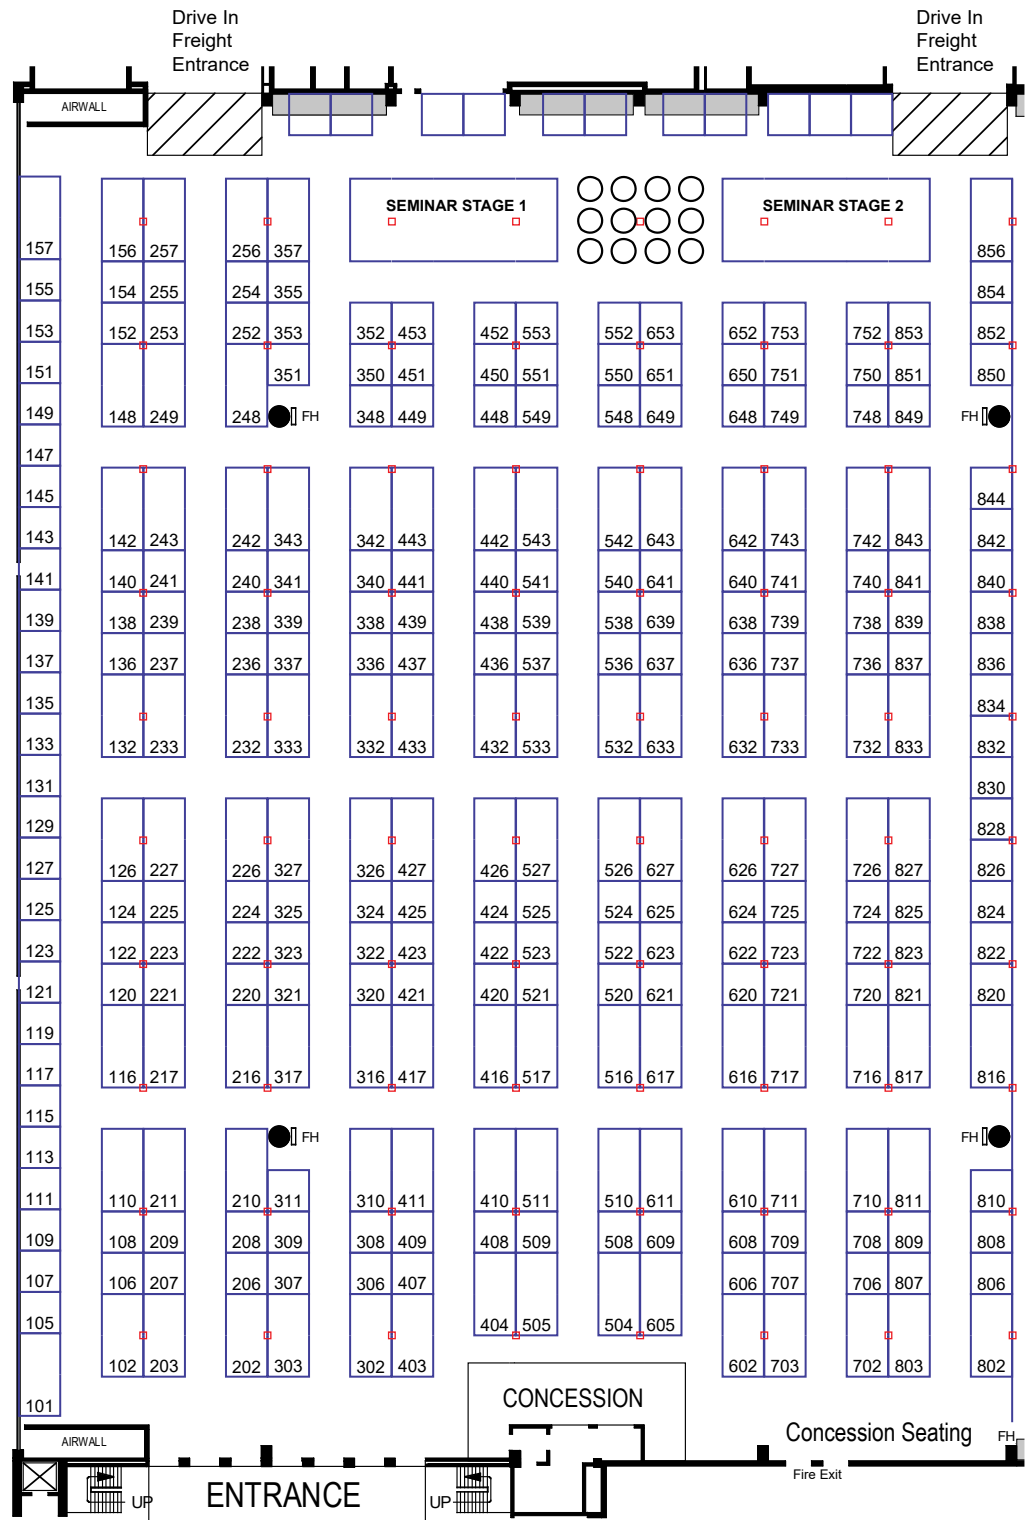 Drive In
Freight
Entrance
Drive In
Freight
Entrance
AIRWALL
SEMINAR STAGE 1
SEMINAR STAGE 2
157 156 257 256 357 856
155 154 255 254 355 854
153 152 253 252 353 352 453 452 553 552 653 652 753 752 853 852
151 351 350 451 450 551 550 651 650 751 750 851 850
149 148 249 248 FH 348 449 448 549 548 649 648 749 748 849 FH
147
145 844
143 142 243 242 343 342 443 442 543 542 643 642 743 742 843 842
141 140 241 240 341 340 441 440 541 540 641 640 741 740 841 840
139 138 239 238 339 338 439 438 539 538 639 638 739 738 839 838
137 136 237 236 337 336 437 436 537 536 637 636 737 736 837 836
135 834
133 132 233 232 333 332 433 432 533 532 633 632 733 732 833 832
131 830
129 828
127 126 227 226 327 326 427 426 527 526 627 626 727 726 827 826
125 124 225 224 325 324 425 424 525 524 625 624 725 724 825 824
123 122 223 222 323 322 423 422 523 522 623 622 723 722 823 822
121 120 221 220 321 320 421 420 521 520 621 620 721 720 821 820
119
117 116 217 216 317 316 417 416 517 516 617 616 717 716 817 816
115 FH FH
113
111 110 211 210 311 310 411 410 511 510 611 610 711 710 811 810
109 108 209 208 309 308 409 408 509 508 609 608 709 708 809 808
107 106 207 206 307 306 407 606 707 706 807 806
105 404 505 504 605
102 203 202 303 302 403 602 703 702 803 802
101
CONCESSION
Concession Seating
FH
AIRWALL
Fire Exit
UP
ENTRANCE
UP